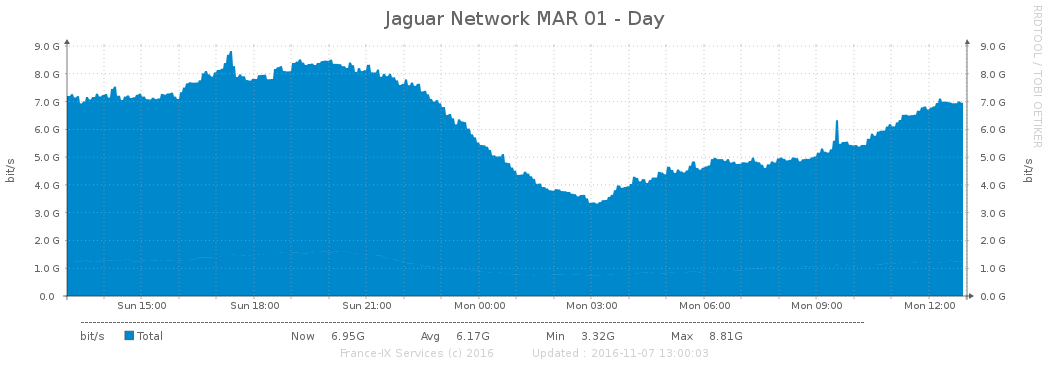 Jaguar Network MAR 01 - Day
RRDTOOL / TOBI OETIKER
bit/s
9.0 G 9.0 G
8.0 G 8.0 G
7.0 G 7.0 G
6.0 G 6.0 G
5.0 G 5.0 G
4.0 G 4.0 G
3.0 G 3.0 G
2.0 G 2.0 G
1.0 G 1.0 G
0.0 0.0 G
bit/s
Sun 15:00 Sun 18:00 Sun 21:00 Mon 00:00 Mon 03:00 Mon 06:00 Mon 09:00 Mon 12:00
bit/s Total Now 6.95G Avg 6.17G Min 3.32G Max 8.81G
France-IX Services (c) 2016 Updated : 2016-11-07 13:00:03